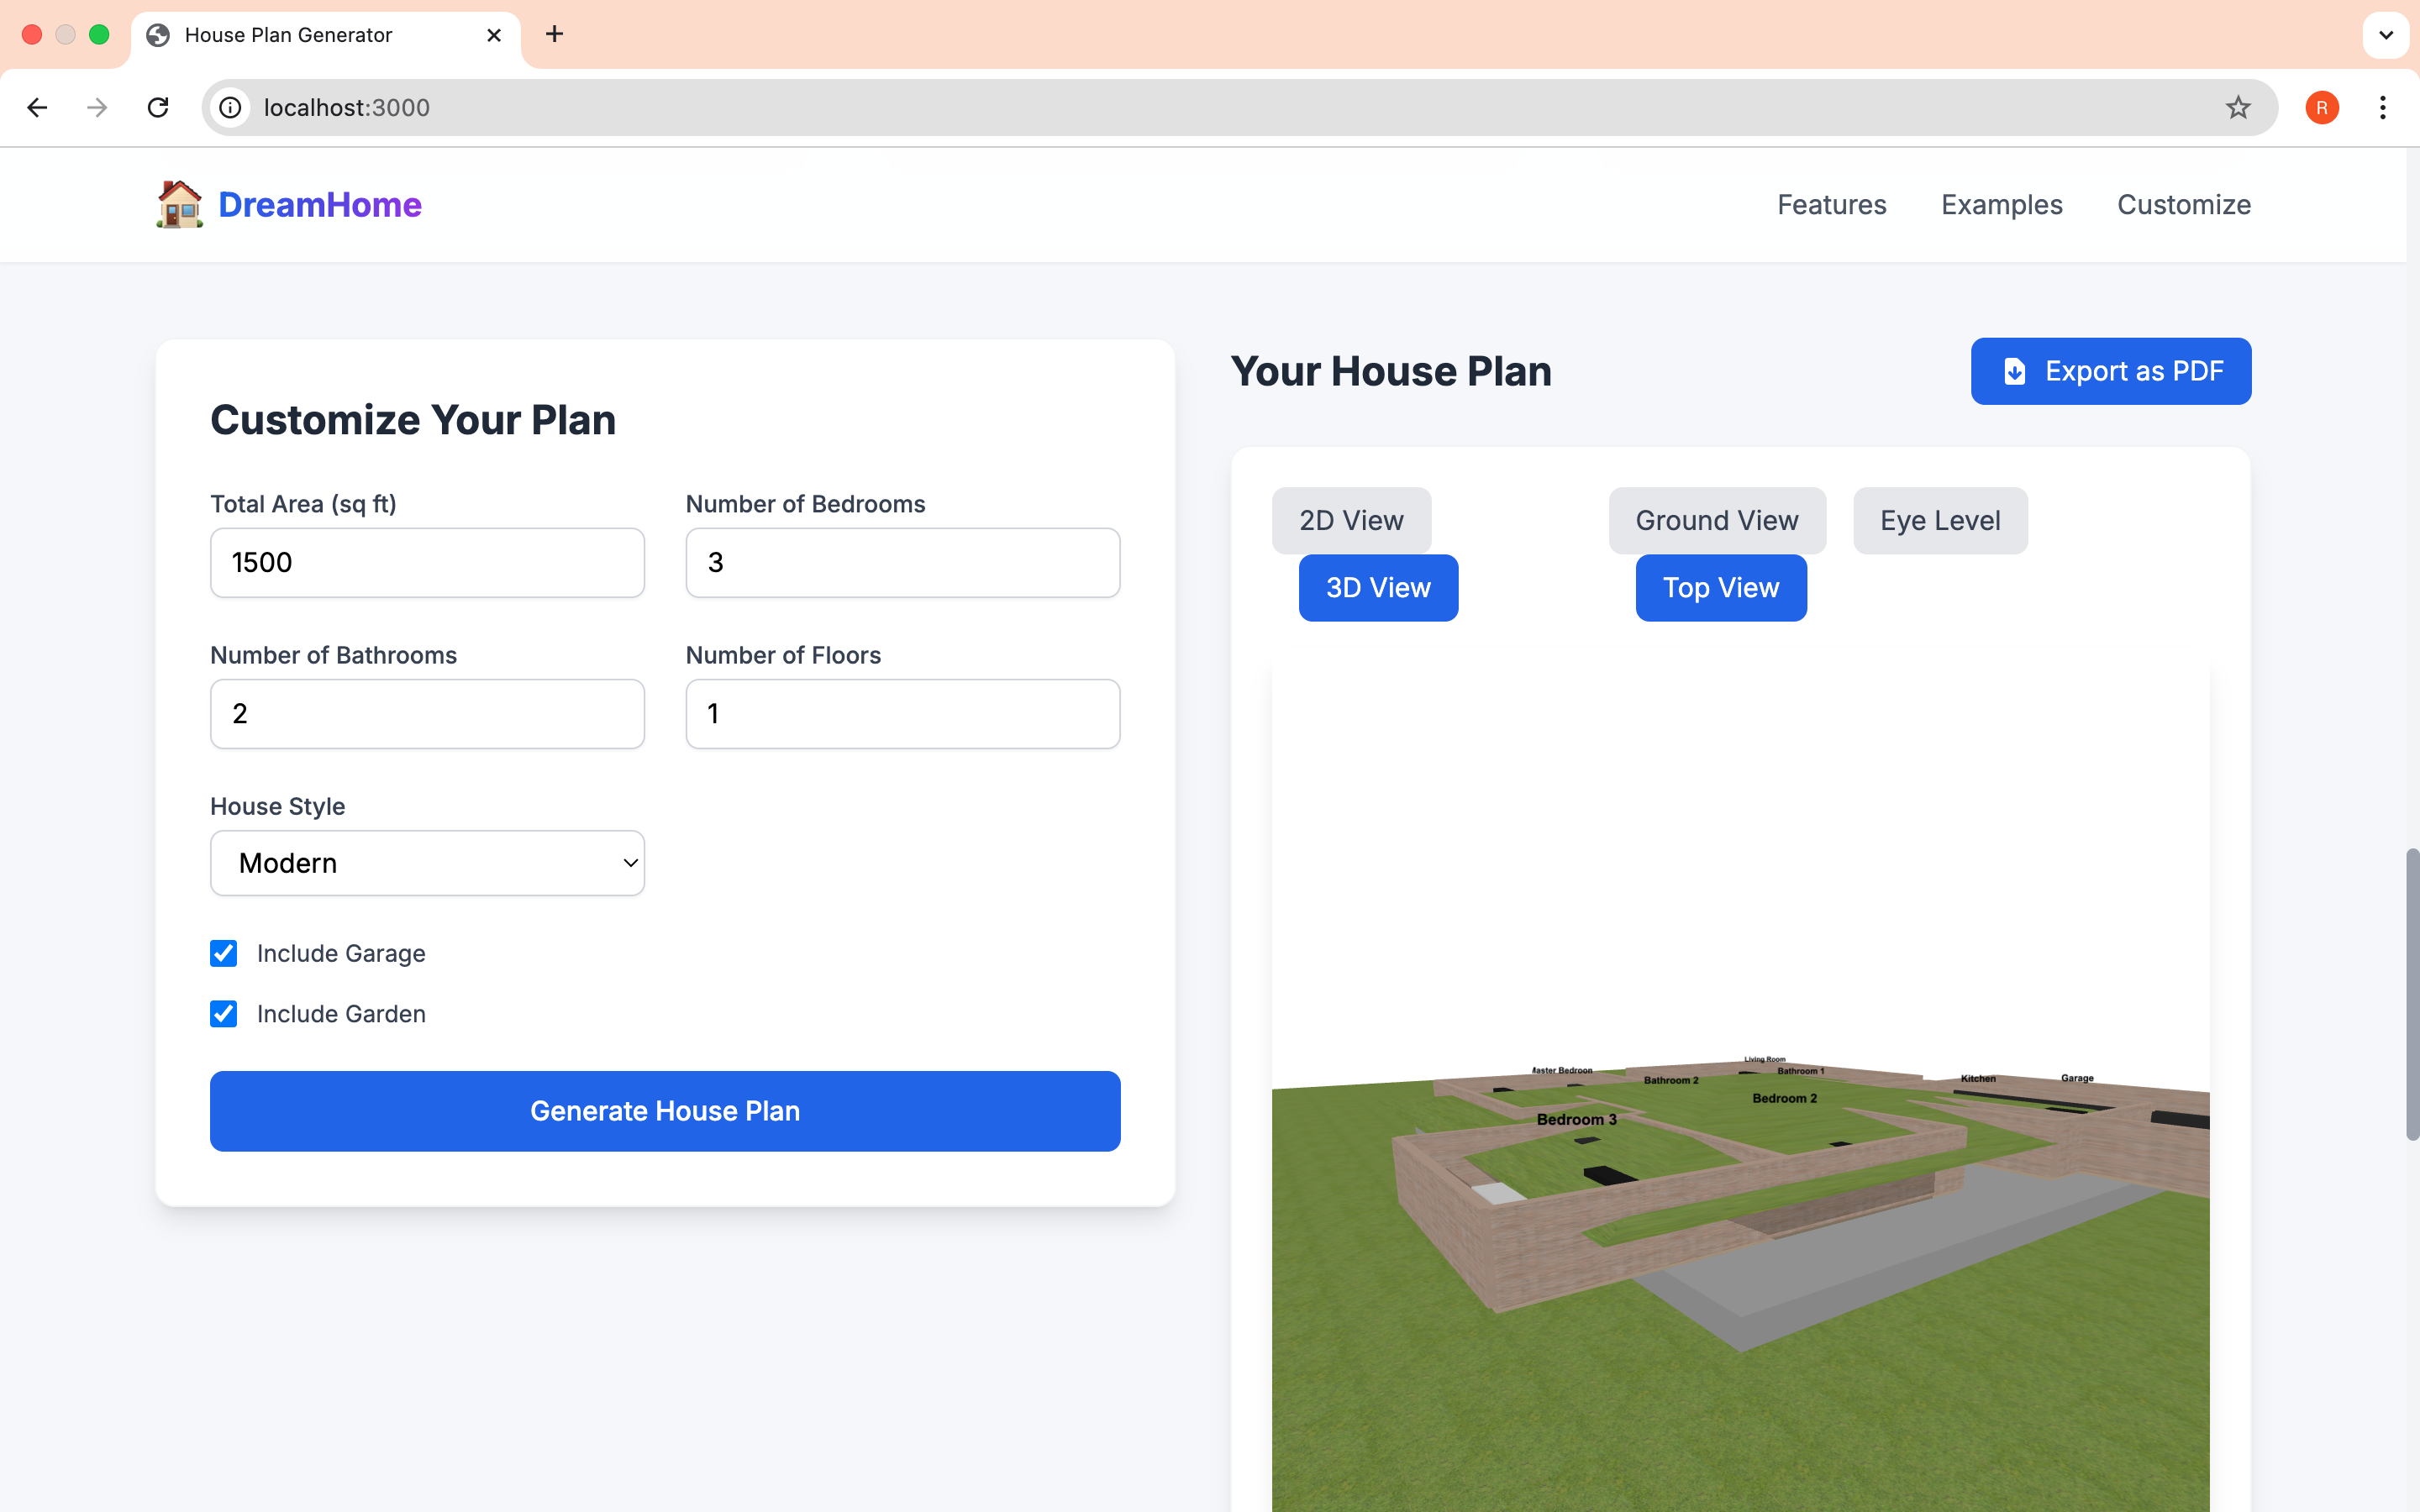 House Plan Generator
localhost:3000
R
DreamHome
Features
Examples
Customize
Customize Your Plan
Total Area (sq ft)
Number of Bedrooms
1500
3
Number of Bathrooms
Number of Floors
2
1
House Style
Modern
Include Garage
Include Garden
Generate House Plan
Your House Plan
Export as PDF
2D View
Ground View
Eye Level
3D View
Top View
Living Room
Master Bedroon
Bathroom 1
Bathroom 2
Kitchen
Garage
Bedroom 2
Bedroom 3